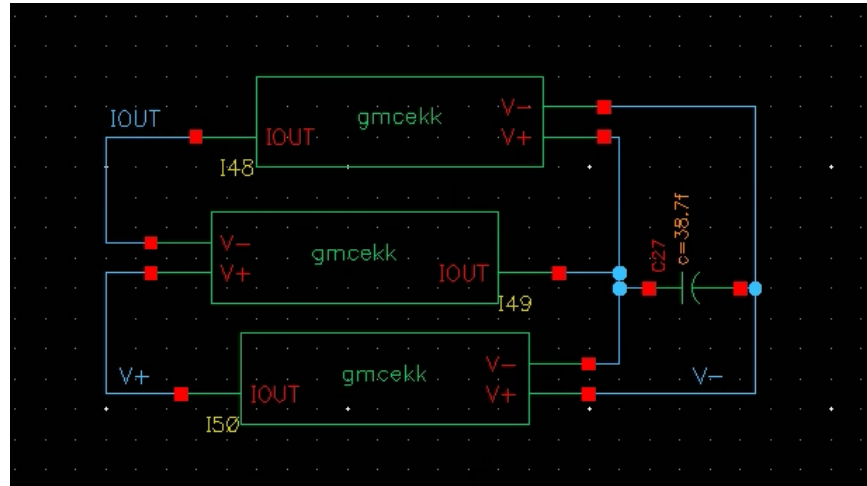 IOUT
gmcekk
V-
V+
IOUT
I48
V-
V+
gmcekk
IOUT
I49
C27
c=38.7f
V+
IOUT
gmcekk
V-
V+
I50
V-